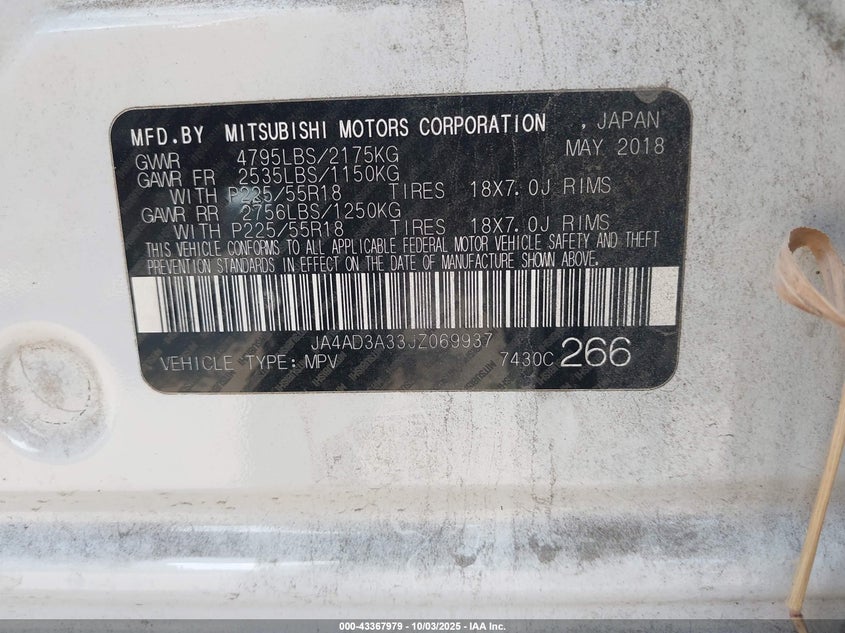 MFD.BY MITSUBISHI MOTORS CORPORATION , JAPAN
GVWR 4795LBS/2175KG MAY 2018
GAWR FR 2535LBS/1150KG
WITH P225/55R18 TIRES 18X7.0J RIMS
GAWR RR 2756LBS/1250KG
WITH P225/55R18 TIRES 18X7.0J RIMS
THIS VEHICLE CONFORMS TO ALL APPLICABLE FEDERAL MOTOR VEHICLE SAFETY AND THEFT
PREVENTION STANDARDS IN EFFECT ON THE DATE OF MANUFACTURE SHOWN ABOVE.
JA4AD3A33JZ069937
VEHICLE TYPE: MPV 7430C 266
000-43367979 - 10/03/2025 - IAA Inc.